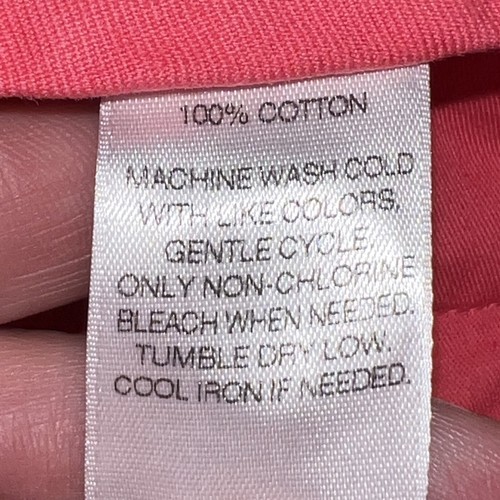 100% COTTON
MACHINE WASH COLD
WITH LIKE COLORS,
GENTLE CYCLE,
ONLY NON-CHLORINE
BLEACH WHEN NEEDED.
TUMBLE DRY LOW.
COOL IRON IF NEEDED.